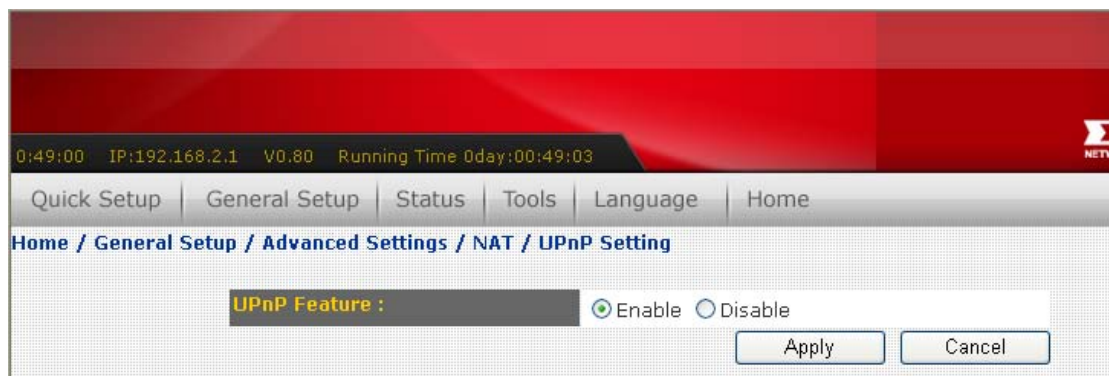 0:49:00 IP:192.168.2.1 V0.80 Running Time 0day:00:49:03
Quick Setup General Setup Status Tools Language Home
Home / General Setup / Advanced Settings / NAT / UPnP Setting
UPnP Feature : Enable Disable
Apply Cancel